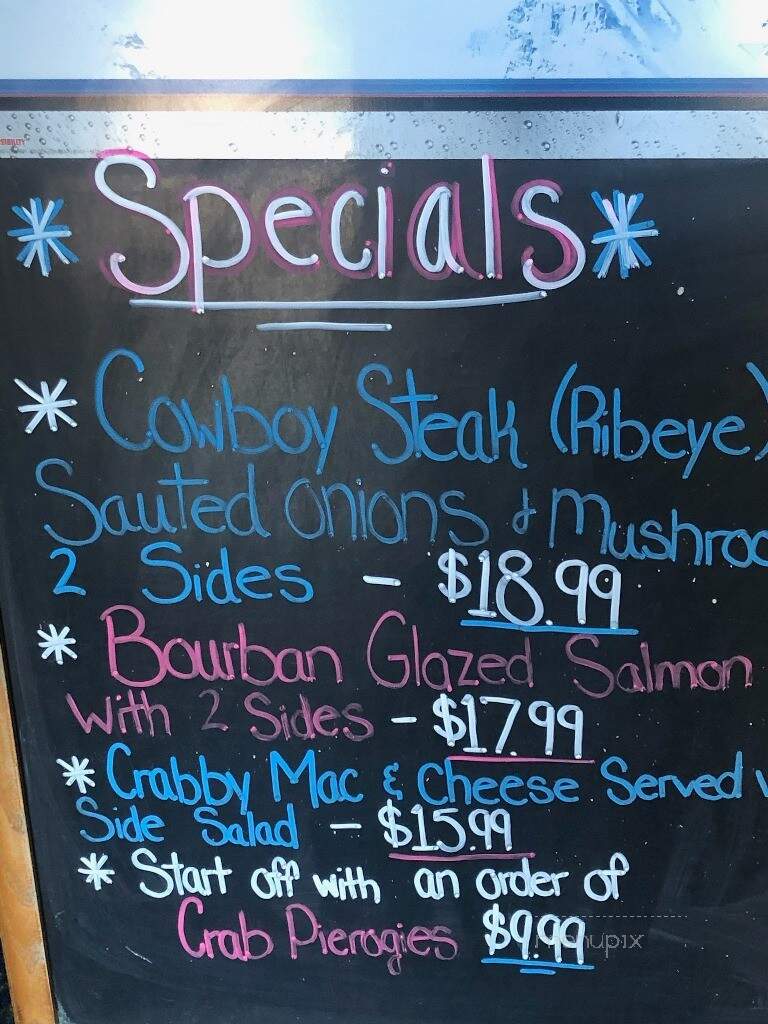 Specials
* Cowboy Steak (Ribeye)
Sauted Onions & Mushroo
2 Sides - $18.99
* Bourban Glazed Salmon
With 2 Sides - $17.99
* Crabby Mac & Cheese Served
Side Salad - $15.99
* Start off with an order of
Crab Pierogies $9.99
menupix